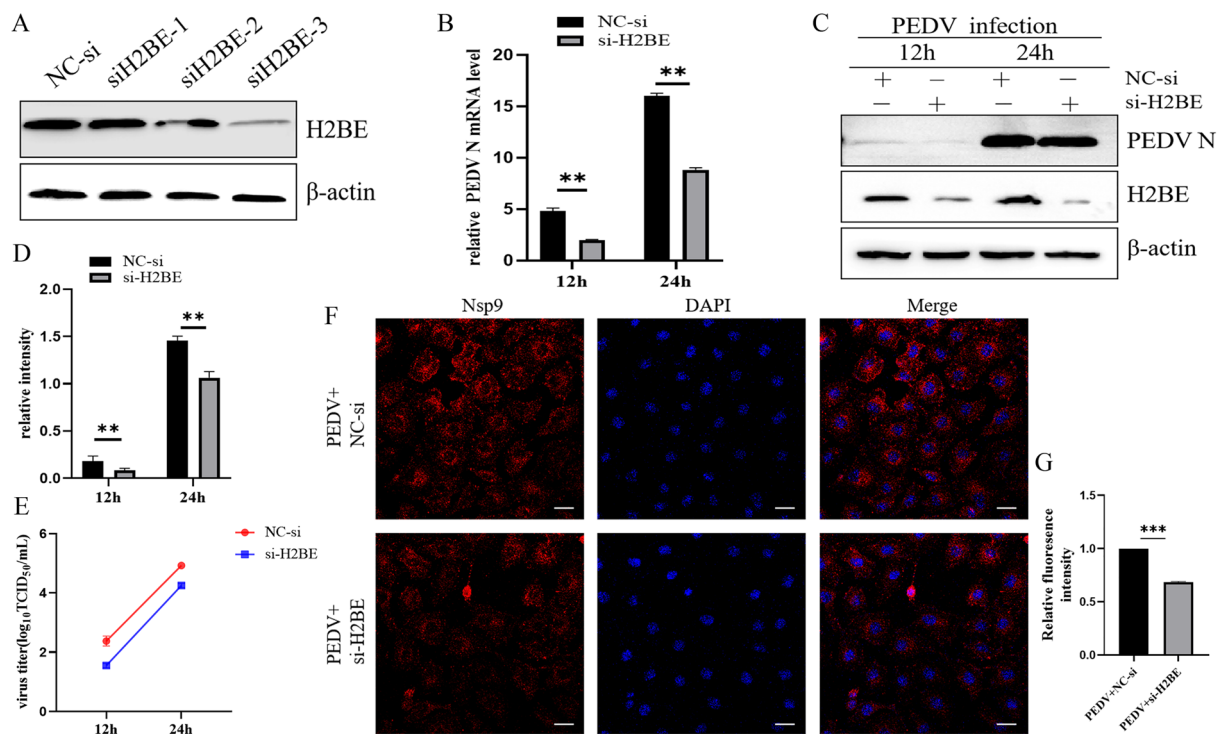 A
NC-si
siH2BE-1
siH2BE-2
siH2BE-3
H2BE
β-actin
B
NC-si
si-H2BE
relative PEDV N mRNA level
20
15
10
5
0
12h
24h
**
**
C
PEDV infection
12h
24h
+ − + − NC-si
− + − + si-H2BE
PEDV N
H2BE
β-actin
D
NC-si
si-H2BE
relative intensity
2.0
1.5
1.0
0.5
0.0
12h
24h
**
**
E
NC-si
si-H2BE
virus titer(log10TCID50/mL)
6
4
2
0
12h
24h
F
Nsp9
DAPI
Merge
PEDV+
NC-si
PEDV+
si-H2BE
G
Relative fluoresence
intensity
1.5
1.0
0.5
0.0
***
PEDV+NC-si
PEDV+si-H2BE